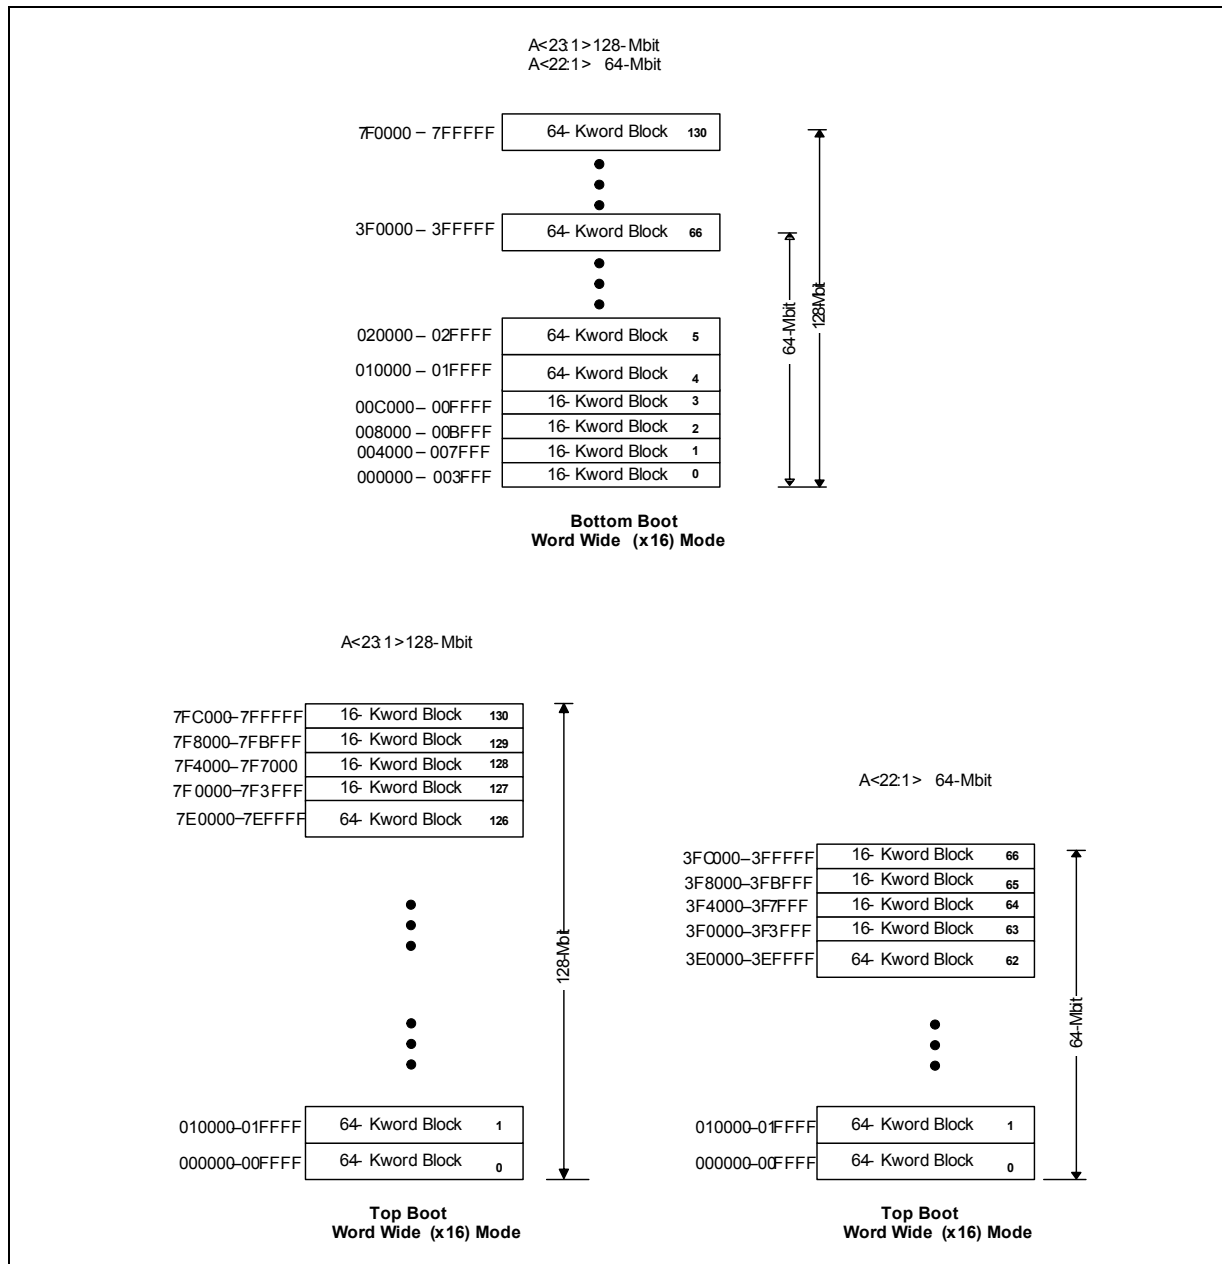 A<23:1>128-Mbit
A<22:1> 64-Mbit
7F0000 – 7FFFFF 64- Kword Block 130
3F0000 – 3FFFFF 64- Kword Block 66
020000 – 02FFFF 64- Kword Block 5
010000 – 01FFFF 64- Kword Block 4
00C000 – 00FFFF 16- Kword Block 3
008000 – 00BFFF 16- Kword Block 2
004000 – 007FFF 16- Kword Block 1
000000 – 003FFF 16- Kword Block 0
64-Mbit
128-Mbit
Bottom Boot
Word Wide (x16) Mode
A<23:1>128-Mbit
7FC000–7FFFFF 16- Kword Block 130
7F8000–7FBFFF 16- Kword Block 129
7F4000–7F7000 16- Kword Block 128
7F0000–7F3FFF 16- Kword Block 127
7E0000–7EFFFF 64- Kword Block 126
010000–01FFFF 64- Kword Block 1
000000–00FFFF 64- Kword Block 0
128-Mbit
Top Boot
Word Wide (x16) Mode
A<22:1> 64-Mbit
3FC000–3FFFFF 16- Kword Block 66
3F8000–3FBFFF 16- Kword Block 65
3F4000–3F7FFF 16- Kword Block 64
3F0000–3F3FFF 16- Kword Block 63
3E0000–3EFFFF 64- Kword Block 62
010000–01FFFF 64- Kword Block 1
000000–00FFFF 64- Kword Block 0
64-Mbit
Top Boot
Word Wide (x16) Mode